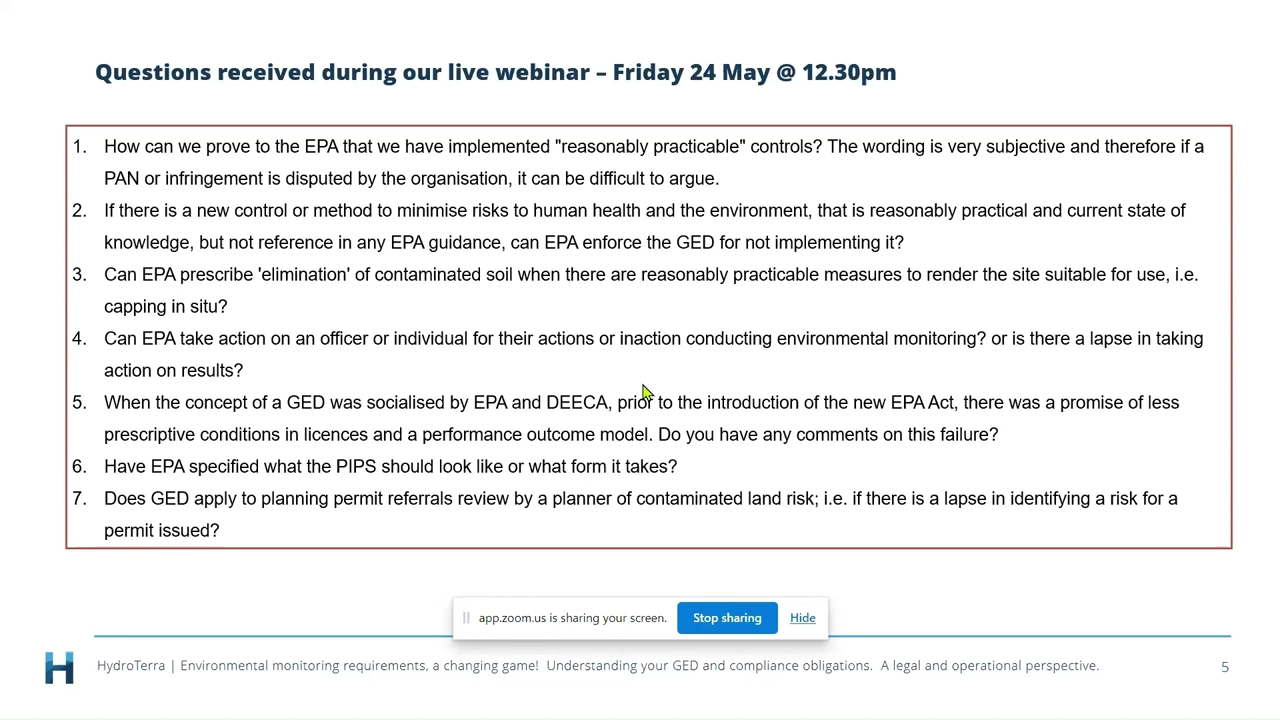 Questions received during our live webinar – Friday 24 May @ 12.30pm
1. How can we prove to the EPA that we have implemented "reasonably practicable" controls? The wording is very subjective and therefore if a
PAN or infringement is disputed by the organisation, it can be difficult to argue.
2. If there is a new control or method to minimise risks to human health and the environment, that is reasonably practical and current state of
knowledge, but not reference in any EPA guidance, can EPA enforce the GED for not implementing it?
3. Can EPA prescribe 'elimination' of contaminated soil when there are reasonably practicable measures to render the site suitable for use, i.e.
capping in situ?
4. Can EPA take action on an officer or individual for their actions or inaction conducting environmental monitoring? or is there a lapse in taking
action on results?
5. When the concept of a GED was socialised by EPA and DEECA, prior to the introduction of the new EPA Act, there was a promise of less
prescriptive conditions in licences and a performance outcome model. Do you have any comments on this failure?
6. Have EPA specified what the PIPS should look like or what form it takes?
7. Does GED apply to planning permit referrals review by a planner of contaminated land risk; i.e. if there is a lapse in identifying a risk for a
permit issued?
app.zoom.us is sharing your screen. Stop sharing Hide
HydroTerra | Environmental monitoring requirements, a changing game! Understanding your GED and compliance obligations. A legal and operational perspective. 5